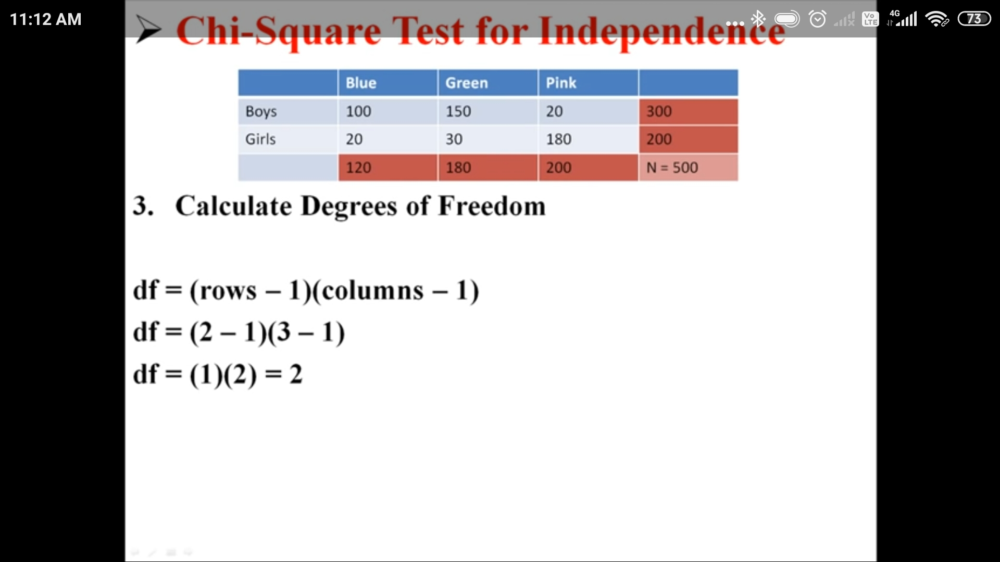 11:12 AM
Vo LTE
4G
73
➤ Chi-Square Test for Independence
Blue Green Pink
Boys 100 150 20 300
Girls 20 30 180 200
120 180 200 N = 500
3. Calculate Degrees of Freedom
df = (rows – 1)(columns – 1)
df = (2 – 1)(3 – 1)
df = (1)(2) = 2